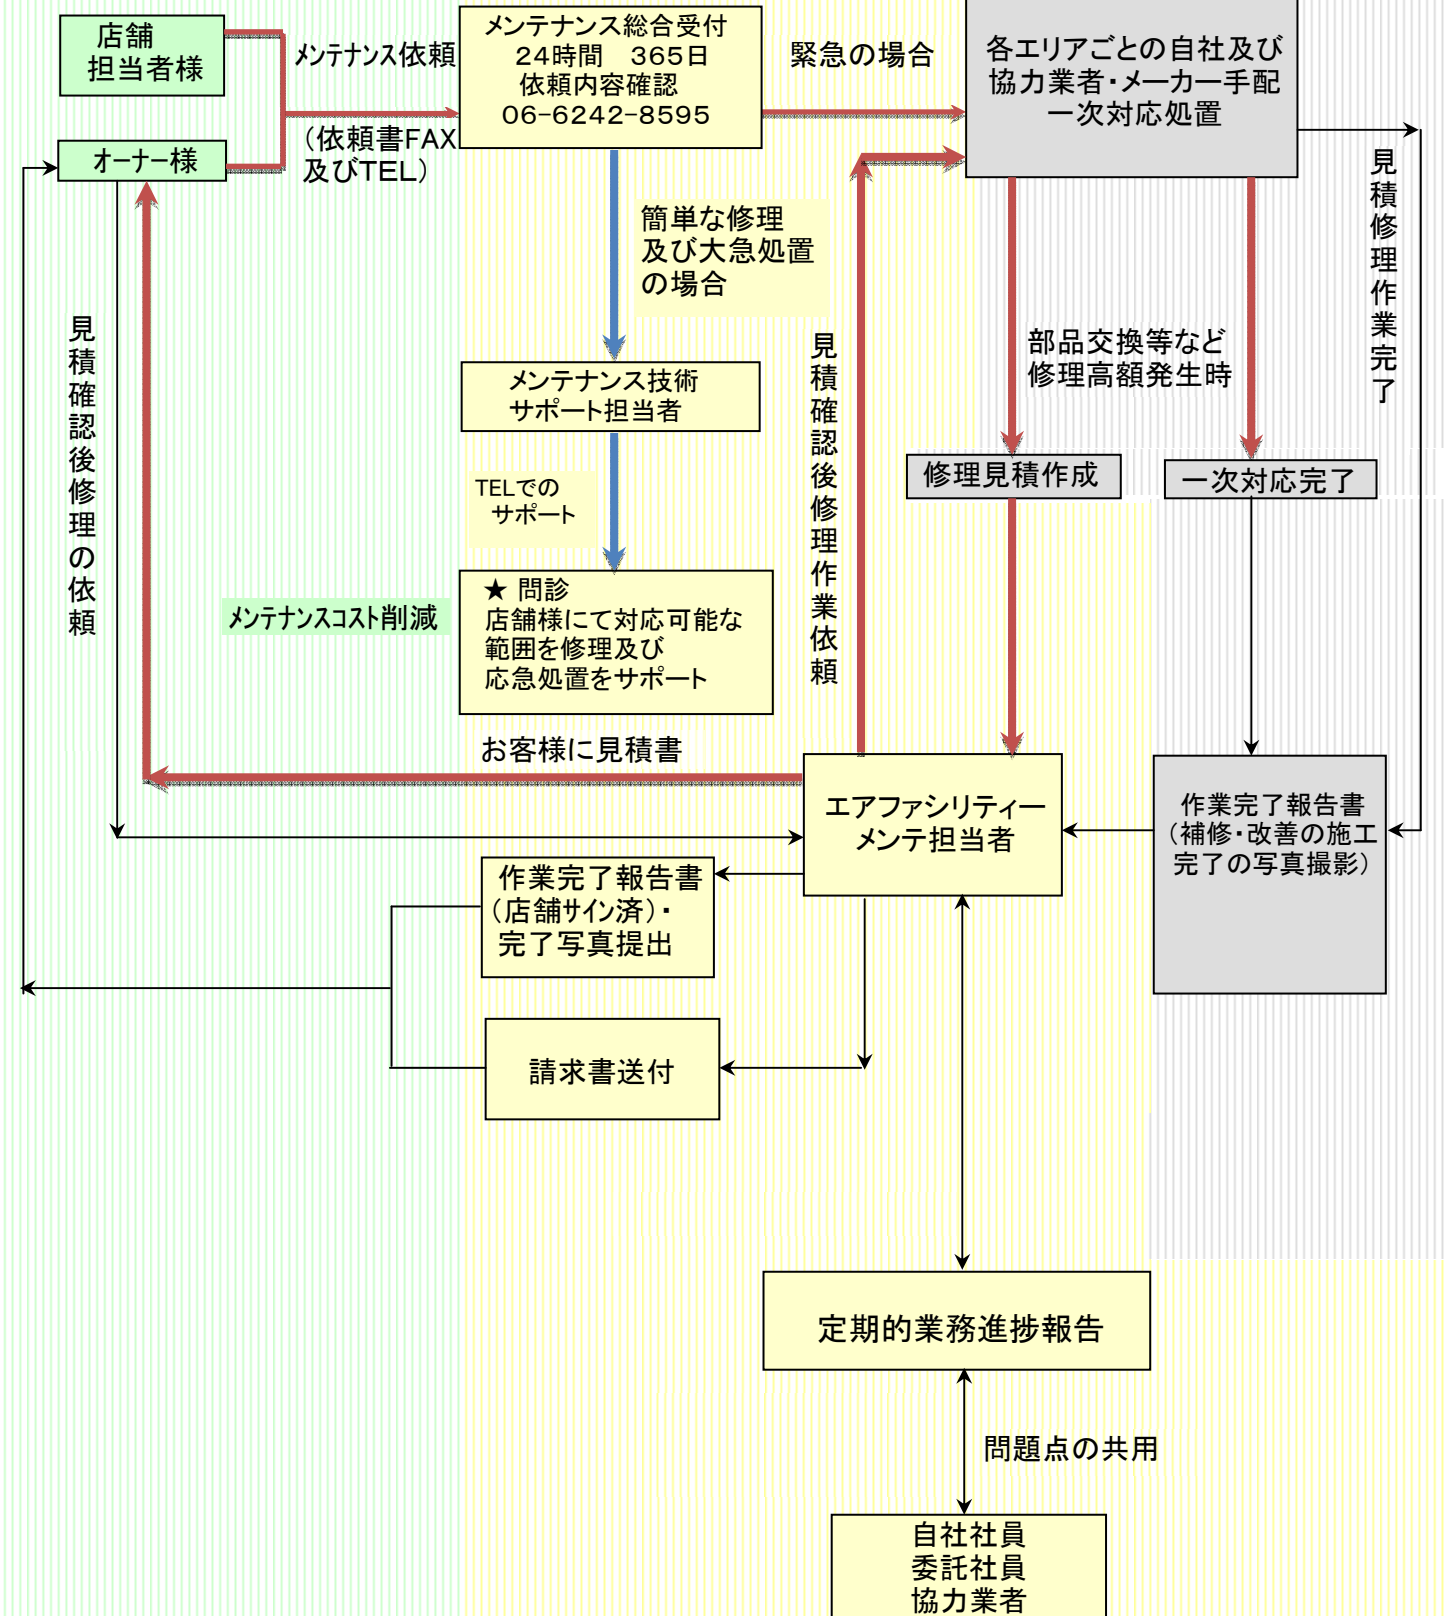 店舗
担当者様
メンテナンス依頼
(依頼書FAX
及びTEL)
オーナー様
メンテナンス総合受付
24時間　365日
依頼内容確認
06-6242-8595
緊急の場合
各エリアごとの自社及び
協力業者・メーカー手配
一次対応処置
簡単な修理
及び大急処置
の場合
見積修理作業完了
見積確認後修理の依頼
メンテナンス技術
サポート担当者
見積確認後修理作業依頼
部品交換等など
修理高額発生時
修理見積作成
一次対応完了
TELでの
サポート
メンテナンスコスト削減
★ 問診
店舗様にて対応可能な
範囲を修理及び
応急処置をサポート
お客様に見積書
エアファシリティー
メンテ担当者
作業完了報告書
(補修・改善の施工
完了の写真撮影)
作業完了報告書
(店舗サイン済)・
完了写真提出
請求書送付
定期的業務進捗報告
問題点の共用
自社社員
委託社員
協力業者